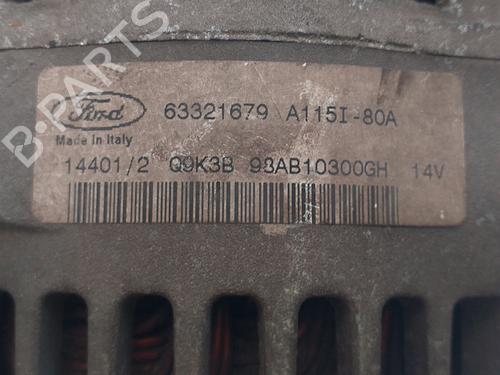 Ford 63321679 A115I-80A
Made in Italy
14401/2 Q9K3B 93AB10300GH 14V
B-PARTS